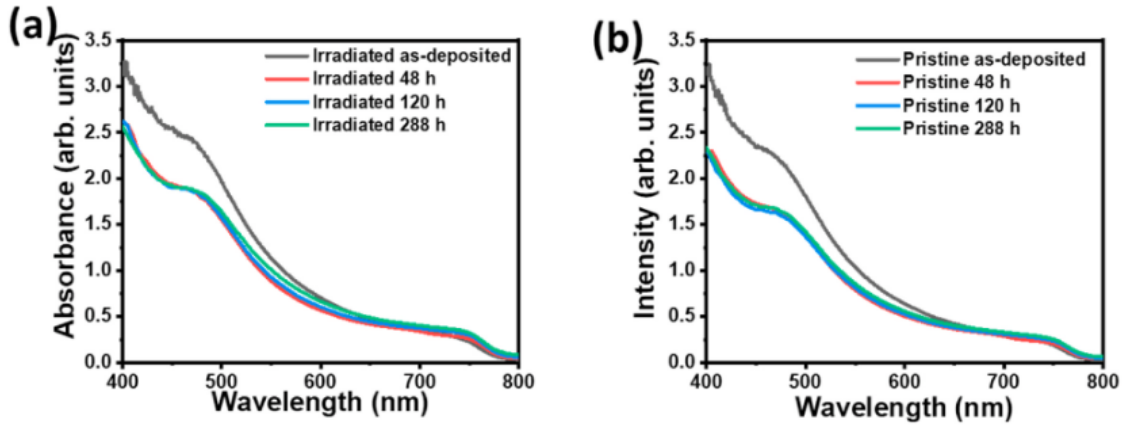 (a)
Absorbance (arb. units)
3.5
3.0
2.5
2.0
1.5
1.0
0.5
0.0
Irradiated as-deposited
Irradiated 48 h
Irradiated 120 h
Irradiated 288 h
400 500 600 700 800
Wavelength (nm)
(b)
Intensity (arb. units)
3.5
3.0
2.5
2.0
1.5
1.0
0.5
0.0
Pristine as-deposited
Pristine 48 h
Pristine 120 h
Pristine 288 h
400 500 600 700 800
Wavelength (nm)